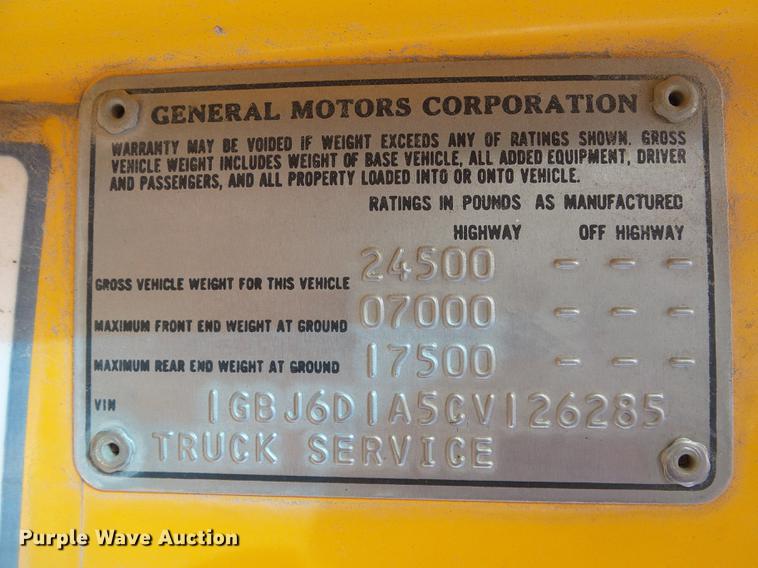 GENERAL MOTORS CORPORATION
WARRANTY MAY BE VOIDED IF WEIGHT EXCEEDS ANY OF RATINGS SHOWN. GROSS
VEHICLE WEIGHT INCLUDES WEIGHT OF BASE VEHICLE, ALL ADDED EQUIPMENT, DRIVER
AND PASSENGERS, AND ALL PROPERTY LOADED INTO OR ONTO VEHICLE.
RATINGS IN POUNDS AS MANUFACTURED
HIGHWAY OFF HIGHWAY
GROSS VEHICLE WEIGHT FOR THIS VEHICLE 24500 - - -
MAXIMUM FRONT END WEIGHT AT GROUND 07000 - - -
MAXIMUM REAR END WEIGHT AT GROUND 17500 - - -
VIN 1GBJ6D1A5CV126285
TRUCK SERVICE
Purple Wave Auction